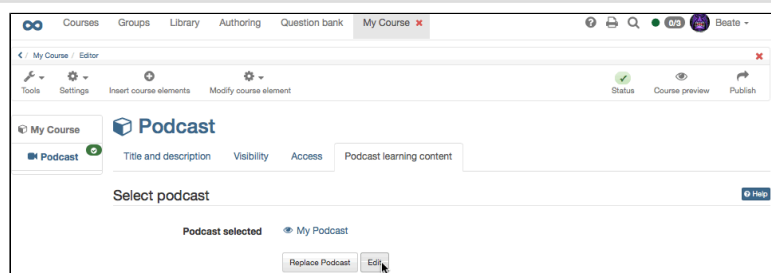 Courses Groups Library Authoring Question bank My Course 0/3 Beate
/ My Course / Editor
Tools Settings Insert course elements Modify course element Status Course preview Publish
My Course Podcast
Podcast Title and description Visibility Access Podcast learning content
Select podcast Help
Podcast selected My Podcast
Replace Podcast Edit